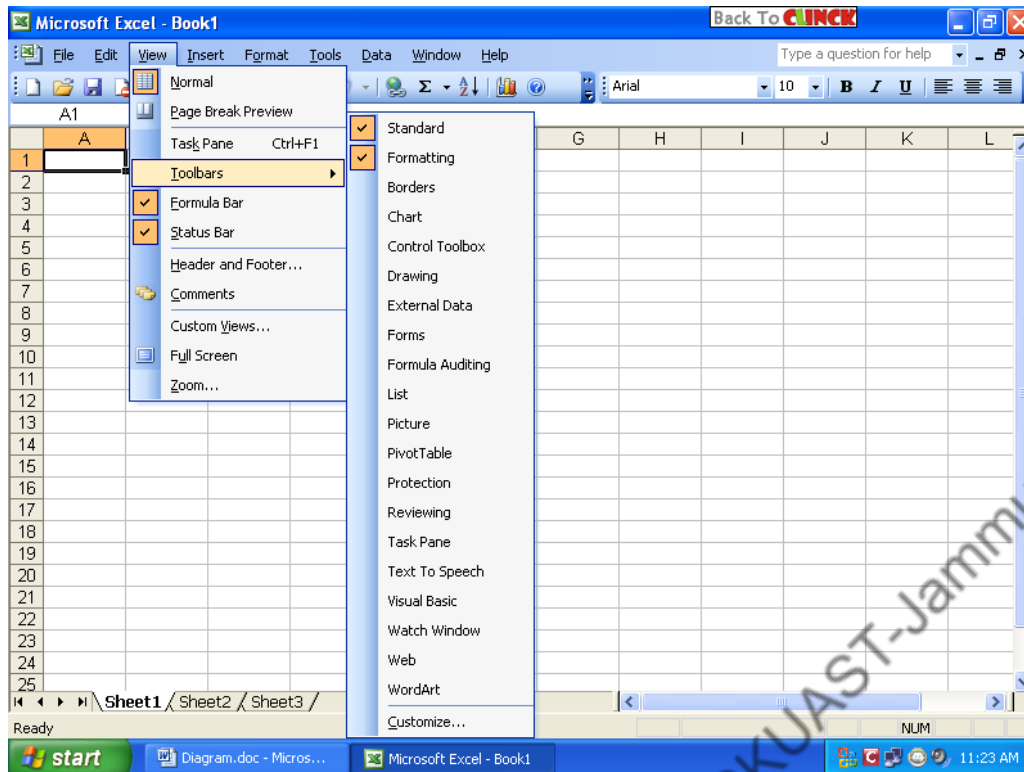 Microsoft Excel - Book1
Back To CLINCK
File Edit View Insert Format Tools Data Window Help
Type a question for help
Arial 10 B I U
A1
A G H I J K L
Normal
Page Break Preview
Task Pane Ctrl+F1
Toolbars
Formula Bar
Status Bar
Header and Footer...
Comments
Custom Views...
Full Screen
Zoom...
Standard
Formatting
Borders
Chart
Control Toolbox
Drawing
External Data
Forms
Formula Auditing
List
Picture
PivotTable
Protection
Reviewing
Task Pane
Text To Speech
Visual Basic
Watch Window
Web
WordArt
Customize...
1
2
3
4
5
6
7
8
9
10
11
12
13
14
15
16
17
18
19
20
21
22
23
24
25
Sheet1 Sheet2 Sheet3
Ready
NUM
start Diagram.doc - Micros... Microsoft Excel - Book1 11:23 AM
KUAST-Jammu